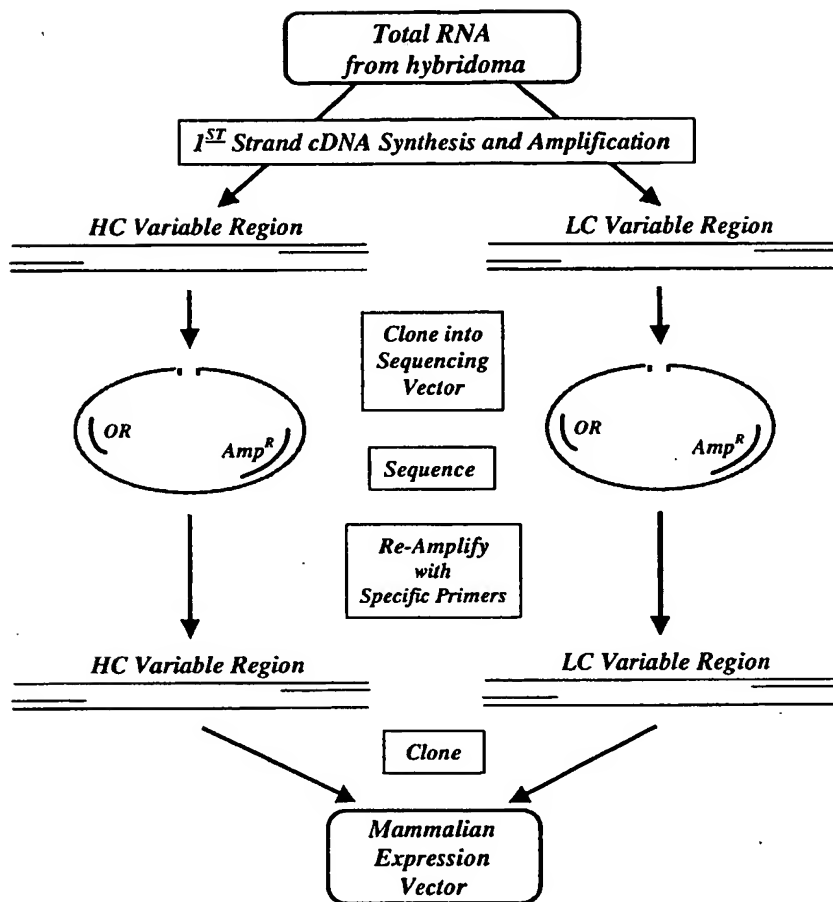 Total RNA
from hybridoma
1ST Strand cDNA Synthesis and Amplification
HC Variable Region
LC Variable Region
Clone into
Sequencing
Vector
OR
AmpR
OR
AmpR
Sequence
Re-Amplify
with
Specific Primers
HC Variable Region
LC Variable Region
Clone
Mammalian
Expression
Vector